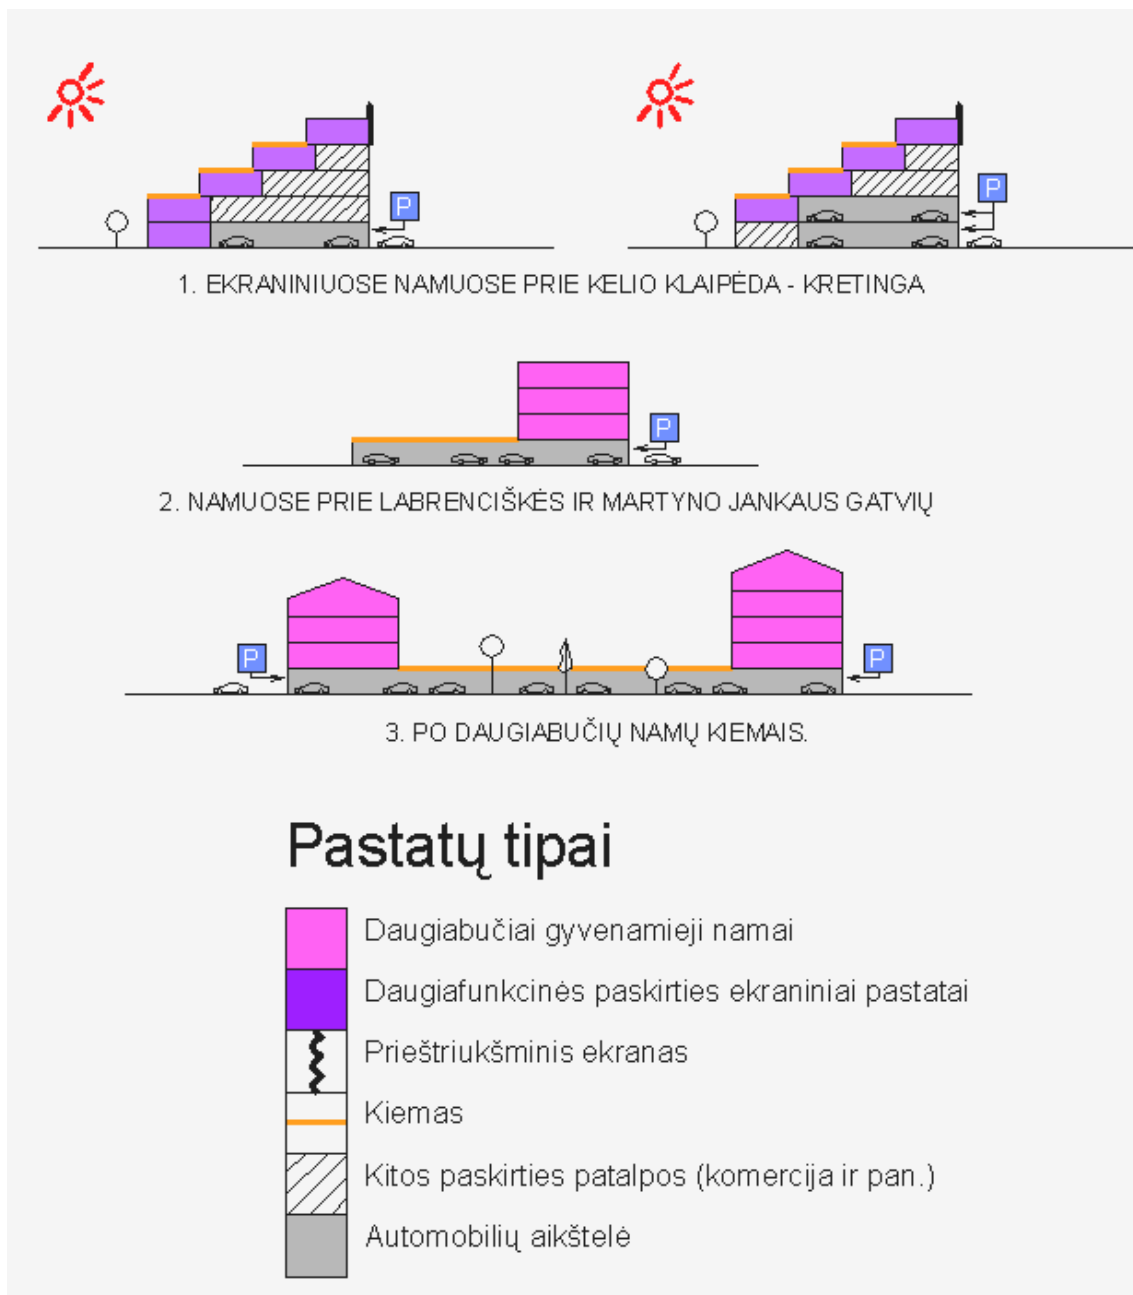 P
P
1. EKRANINIUOSE NAMUOSE PRIE KELIO KLAIPĖDA - KRETINGA
P
2. NAMUOSE PRIE LABRENCIŠKĖS IR MARTYNO JANKAUS GATVIŲ
P
P
3. PO DAUGIABUČIŲ NAMŲ KIEMAIS.
Pastatų tipai
Daugiabučiai gyvenamieji namai
Daugiafunkcinės paskirties ekraniniai pastatai
Prieštriukšminis ekranas
Kiemas
Kitos paskirties patalpos (komercija ir pan.)
Automobilių aikštelė